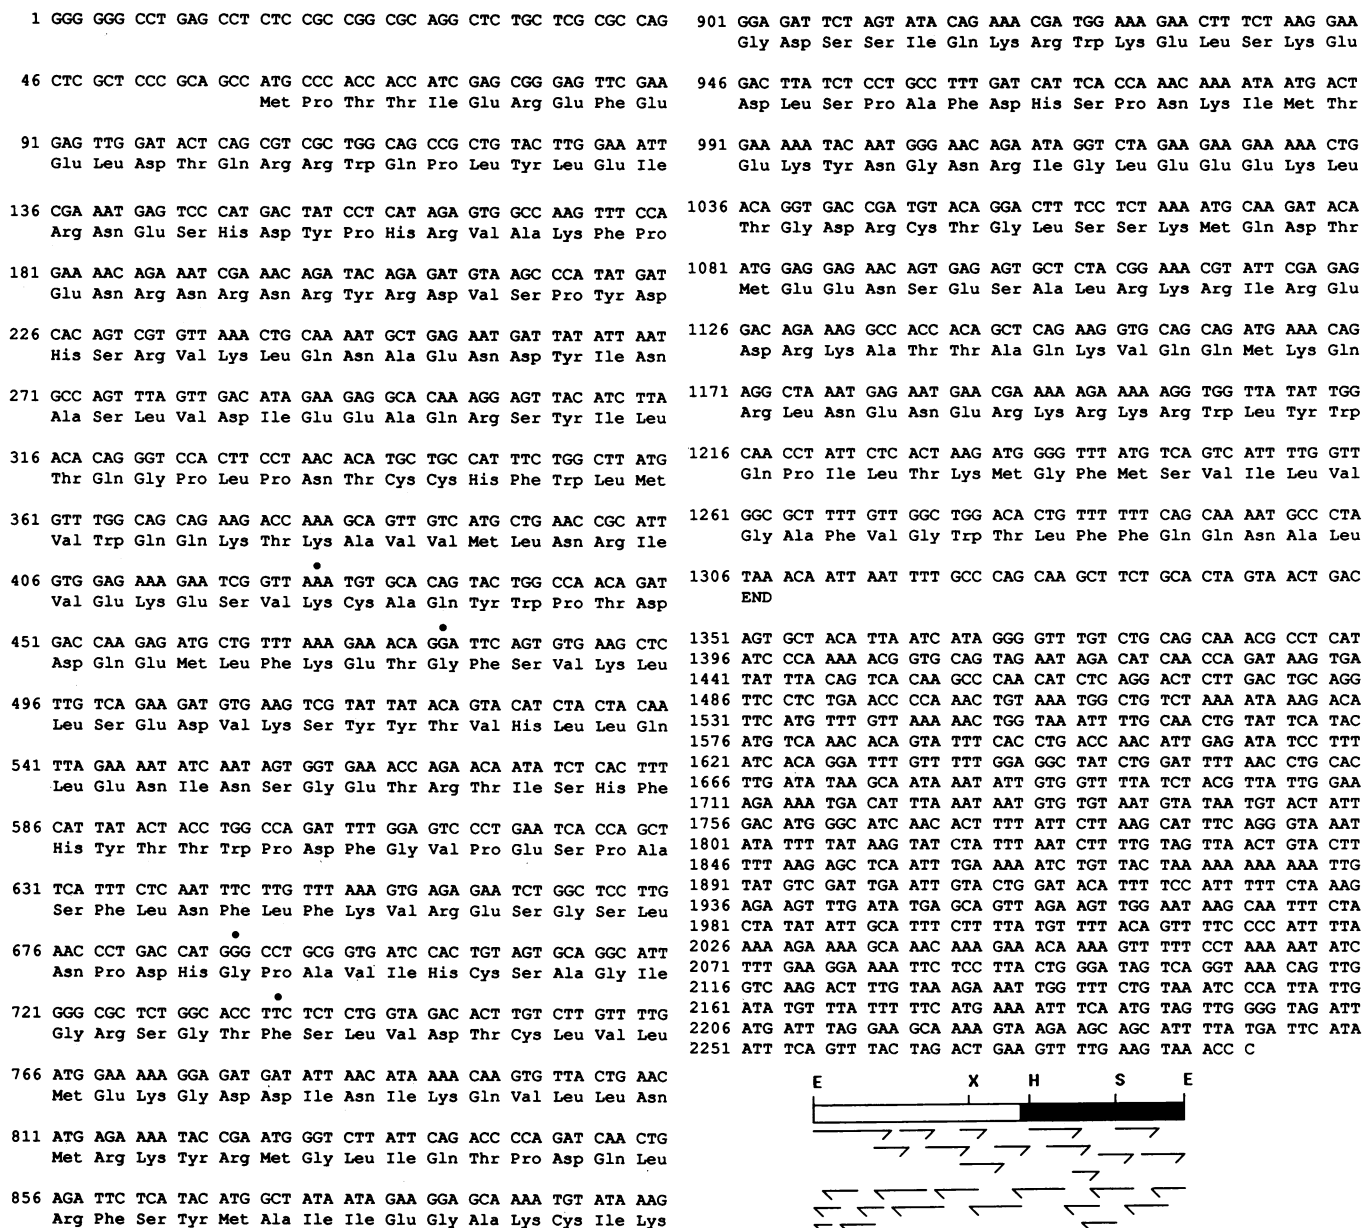 1 GGG GGG CCT GAG CCT CTC CGC CGG CGC AGG CTC TGC TCG CGC CAG
46 CTC GCT CCC GCA GCC ATG CCC ACC ACC ATC GAG CGG GAG TTC GAA
Met Pro Thr Thr Ile Glu Arg Glu Phe Glu
91 GAG TTG GAT ACT CAG CGT CGC TGG CAG CCG CTG TAC TTG GAA ATT
Glu Leu Asp Thr Gln Arg Arg Trp Gln Pro Leu Tyr Leu Glu Ile
136 CGA AAT GAG TCC CAT GAC TAT CCT CAT AGA GTG GCC AAG TTT CCA
Arg Asn Glu Ser His Asp Tyr Pro His Arg Val Ala Lys Phe Pro
181 GAA AAC AGA AAT CGA AAC AGA TAC AGA GAT GTA AGC CCA TAT GAT
Glu Asn Arg Asn Arg Asn Arg Tyr Arg Asp Val Ser Pro Tyr Asp
226 CAC AGT CGT GTT AAA CTG CAA AAT GCT GAG AAT GAT TAT ATT AAT
His Ser Arg Val Lys Leu Gln Asn Ala Glu Asn Asp Tyr Ile Asn
271 GCC AGT TTA GTT GAC ATA GAA GAG GCA CAA AGG AGT TAC ATC TTA
Ala Ser Leu Val Asp Ile Glu Glu Ala Gln Arg Ser Tyr Ile Leu
316 ACA CAG GGT CCA CTT CCT AAC ACA TGC TGC CAT TTC TGG CTT ATG
Thr Gln Gly Pro Leu Pro Asn Thr Cys Cys His Phe Trp Leu Met
361 GTT TGG CAG CAG AAG ACC AAA GCA GTT GTC ATG CTG AAC CGC ATT
Val Trp Gln Gln Lys Thr Lys Ala Val Val Met Leu Asn Arg Ile
406 GTG GAG AAA GAA TCG GTT AAA TGT GCA CAG TAC TGG CCA ACA GAT
Val Glu Lys Glu Ser Val Lys Cys Ala Gln Tyr Trp Pro Thr Asp
451 GAC CAA GAG ATG CTG TTT AAA GAA ACA GGA TTC AGT GTG AAG CTC
Asp Gln Glu Met Leu Phe Lys Glu Thr Gly Phe Ser Val Lys Leu
496 TTG TCA GAA GAT GTG AAG TCG TAT TAT ACA GTA CAT CTA CTA CAA
Leu Ser Glu Asp Val Lys Ser Tyr Tyr Thr Val His Leu Leu Gln
541 TTA GAA AAT ATC AAT AGT GGT GAA ACC AGA ACA ATA TCT CAC TTT
Leu Glu Asn Ile Asn Ser Gly Glu Thr Arg Thr Ile Ser His Phe
586 CAT TAT ACT ACC TGG CCA GAT TTT GGA GTC CCT GAA TCA CCA GCT
His Tyr Thr Thr Trp Pro Asp Phe Gly Val Pro Glu Ser Pro Ala
631 TCA TTT CTC AAT TTC TTG TTT AAA GTG AGA GAA TCT GGC TCC TTG
Ser Phe Leu Asn Phe Leu Phe Lys Val Arg Glu Ser Gly Ser Leu
676 AAC CCT GAC CAT GGG CCT GCG GTG ATC CAC TGT AGT GCA GGC ATT
Asn Pro Asp His Gly Pro Ala Val Ile His Cys Ser Ala Gly Ile
721 GGG CGC TCT GGC ACC TTC TCT CTG GTA GAC ACT TGT CTT GTT TTG
Gly Arg Ser Gly Thr Phe Ser Leu Val Asp Thr Cys Leu Val Leu
766 ATG GAA AAA GGA GAT GAT ATT AAC ATA AAA CAA GTG TTA CTG AAC
Met Glu Lys Gly Asp Asp Ile Asn Ile Lys Gln Val Leu Leu Asn
811 ATG AGA AAA TAC CGA ATG GGT CTT ATT CAG ACC CCA GAT CAA CTG
Met Arg Lys Tyr Arg Met Gly Leu Ile Gln Thr Pro Asp Gln Leu
856 AGA TTC TCA TAC ATG GCT ATA ATA GAA GGA GCA AAA TGT ATA AAG
Arg Phe Ser Tyr Met Ala Ile Ile Glu Gly Ala Lys Cys Ile Lys
901 GGA GAT TCT AGT ATA CAG AAA CGA TGG AAA GAA CTT TCT AAG GAA
Gly Asp Ser Ser Ile Gln Lys Arg Trp Lys Glu Leu Ser Lys Glu
946 GAC TTA TCT CCT GCC TTT GAT CAT TCA CCA AAC AAA ATA ATG ACT
Asp Leu Ser Pro Ala Phe Asp His Ser Pro Asn Lys Ile Met Thr
991 GAA AAA TAC AAT GGG AAC AGA ATA GGT CTA GAA GAA GAA AAA CTG
Glu Lys Tyr Asn Gly Asn Arg Ile Gly Leu Glu Glu Glu Lys Leu
1036 ACA GGT GAC CGA TGT ACA GGA CTT TCC TCT AAA ATG CAA GAT ACA
Thr Gly Asp Arg Cys Thr Gly Leu Ser Ser Lys Met Gln Asp Thr
1081 ATG GAG GAG AAC AGT GAG AGT GCT CTA CGG AAA CGT ATT CGA GAG
Met Glu Glu Asn Ser Glu Ser Ala Leu Arg Lys Arg Ile Arg Glu
1126 GAC AGA AAG GCC ACC ACA GCT CAG AAG GTG CAG CAG ATG AAA CAG
Asp Arg Lys Ala Thr Thr Ala Gln Lys Val Gln Gln Met Lys Gln
1171 AGG CTA AAT GAG AAT GAA CGA AAA AGA AAA AGG TGG TTA TAT TGG
Arg Leu Asn Glu Asn Glu Arg Lys Arg Lys Arg Trp Leu Tyr Trp
1216 CAA CCT ATT CTC ACT AAG ATG GGG TTT ATG TCA GTC ATT TTG GTT
Gln Pro Ile Leu Thr Lys Met Gly Phe Met Ser Val Ile Leu Val
1261 GGC GCT TTT GTT GGC TGG ACA CTG TTT TTT CAG CAA AAT GCC CTA
Gly Ala Phe Val Gly Trp Thr Leu Phe Phe Gln Gln Asn Ala Leu
1306 TAA ACA ATT AAT TTT GCC CAG CAA GCT TCT GCA CTA GTA ACT GAC
END
1351 AGT GCT ACA TTA ATC ATA GGG GTT TGT CTG CAG CAA ACG CCT CAT
1396 ATC CCA AAA ACG GTG CAG TAG AAT AGA CAT CAA CCA GAT AAG TGA
1441 TAT TTA CAG TCA CAA GCC CAA CAT CTC AGG ACT CTT GAC TGC AGG
1486 TTC CTC TGA ACC CCA AAC TGT AAA TGG CTG TCT AAA ATA AAG ACA
1531 TTC ATG TTT GTT AAA AAC TGG TAA ATT TTG CAA CTG TAT TCA TAC
1576 ATG TCA AAC ACA GTA TTT CAC CTG ACC AAC ATT GAG ATA TCC TTT
1621 ATC ACA GGA TTT GTT TTT GGA GGC TAT CTG GAT TTT AAC CTG CAC
1666 TTG ATA TAA GCA ATA AAT ATT GTG GTT TTA TCT ACG TTA TTG GAA
1711 AGA AAA TGA CAT TTA AAT AAT GTG TGT AAT GTA TAA TGT ACT ATT
1756 GAC ATG GGC ATC AAC ACT TTT ATT CTT AAG CAT TTC AGG GTA AAT
1801 ATA TTT TAT AAG TAT CTA TTT AAT CTT TTG TAG TTA ACT GTA CTT
1846 TTT AAG AGC TCA ATT TGA AAA ATC TGT TAC TAA AAA AAA AAA TTG
1891 TAT GTC GAT TGA ATT GTA CTG GAT ACA TTT TCC ATT TTT CTA AAG
1936 AGA AGT TTG ATA TGA GCA GTT AGA AGT TGG AAT AAG CAA TTT CTA
1981 CTA TAT ATT GCA TTT CTT TTA TGT TTT ACA GTT TTC CCC ATT TTA
2026 AAA AGA AAA GCA AAC AAA GAA ACA AAA GTT TTT CCT AAA AAT ATC
2071 TTT GAA GGA AAA TTC TCC TTA CTG GGA TAG TCA GGT AAA CAG TTG
2116 GTC AAG ACT TTG TAA AGA AAT TGG TTT CTG TAA ATC CCA TTA TTG
2161 ATA TGT TTA TTT TTC ATG AAA ATT TCA ATG TAG TTG GGG TAG ATT
2206 ATG ATT TAG GAA GCA AAA GTA AGA AGC AGC ATT TTA TGA TTC ATA
2251 ATT TCA GTT TAC TAG ACT GAA GTT TTG AAG TAA ACC C
E X H S E